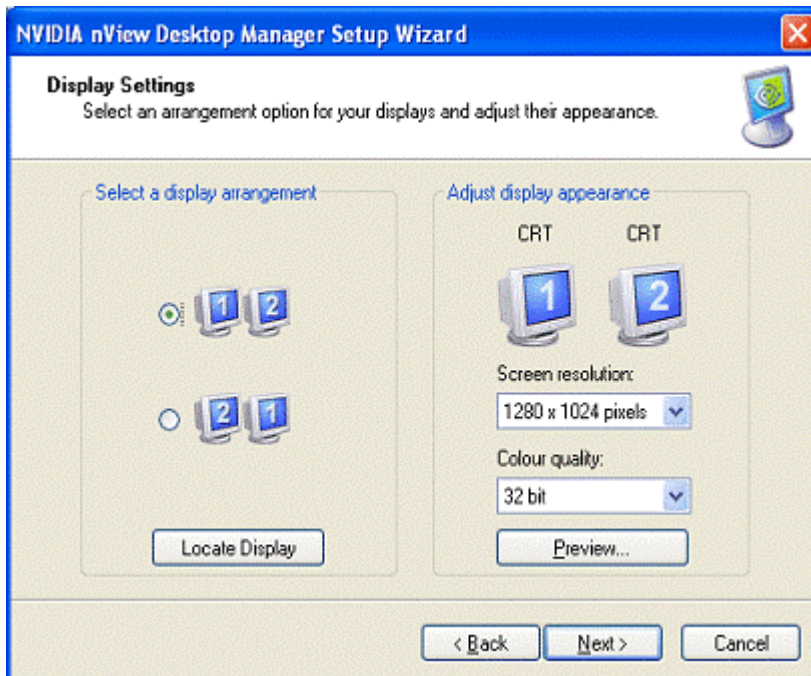 NVIDIA nView Desktop Manager Setup Wizard
Display Settings
Select an arrangement option for your displays and adjust their appearance.
Select a display arrangement
1 2
2 1
Locate Display
Adjust display appearance
CRT CRT
1 2
Screen resolution:
1280 x 1024 pixels
Colour quality:
32 bit
Preview...
< Back Next > Cancel